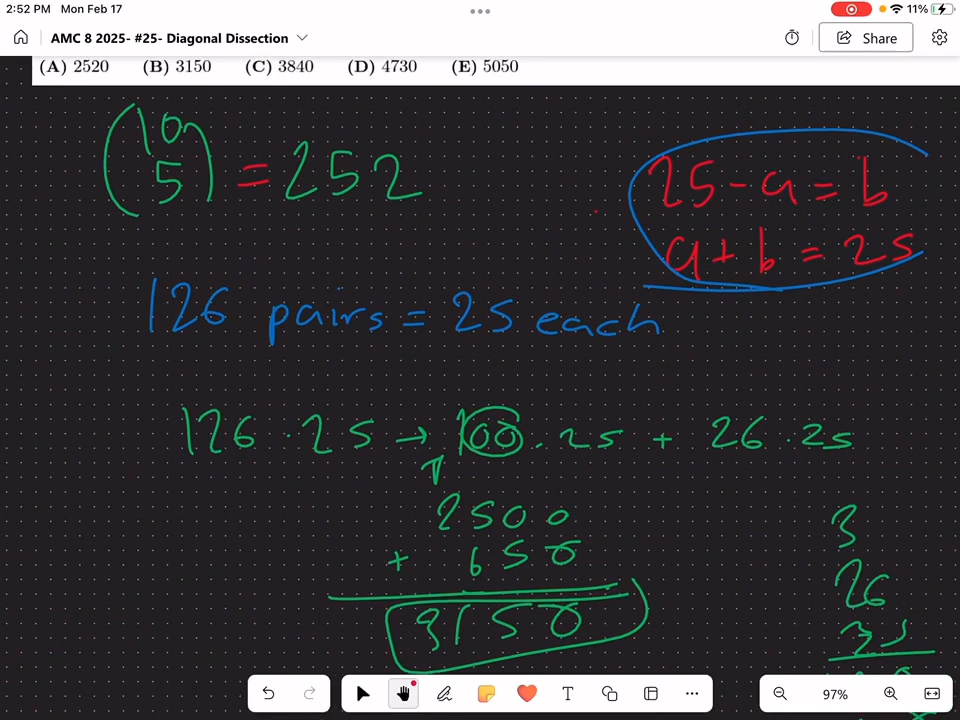 2:52 PM Mon Feb 17
11%
AMC 8 2025- #25- Diagonal Dissection
Share
(A) 2520 (B) 3150 (C) 3840 (D) 4730 (E) 5050
(10 5) = 252
25 - a = b
a + b = 25
126 pairs = 25 each
126 · 25 → 100 · 25 + 26 · 25
2500
+ 650
3150
3
26
T
97%